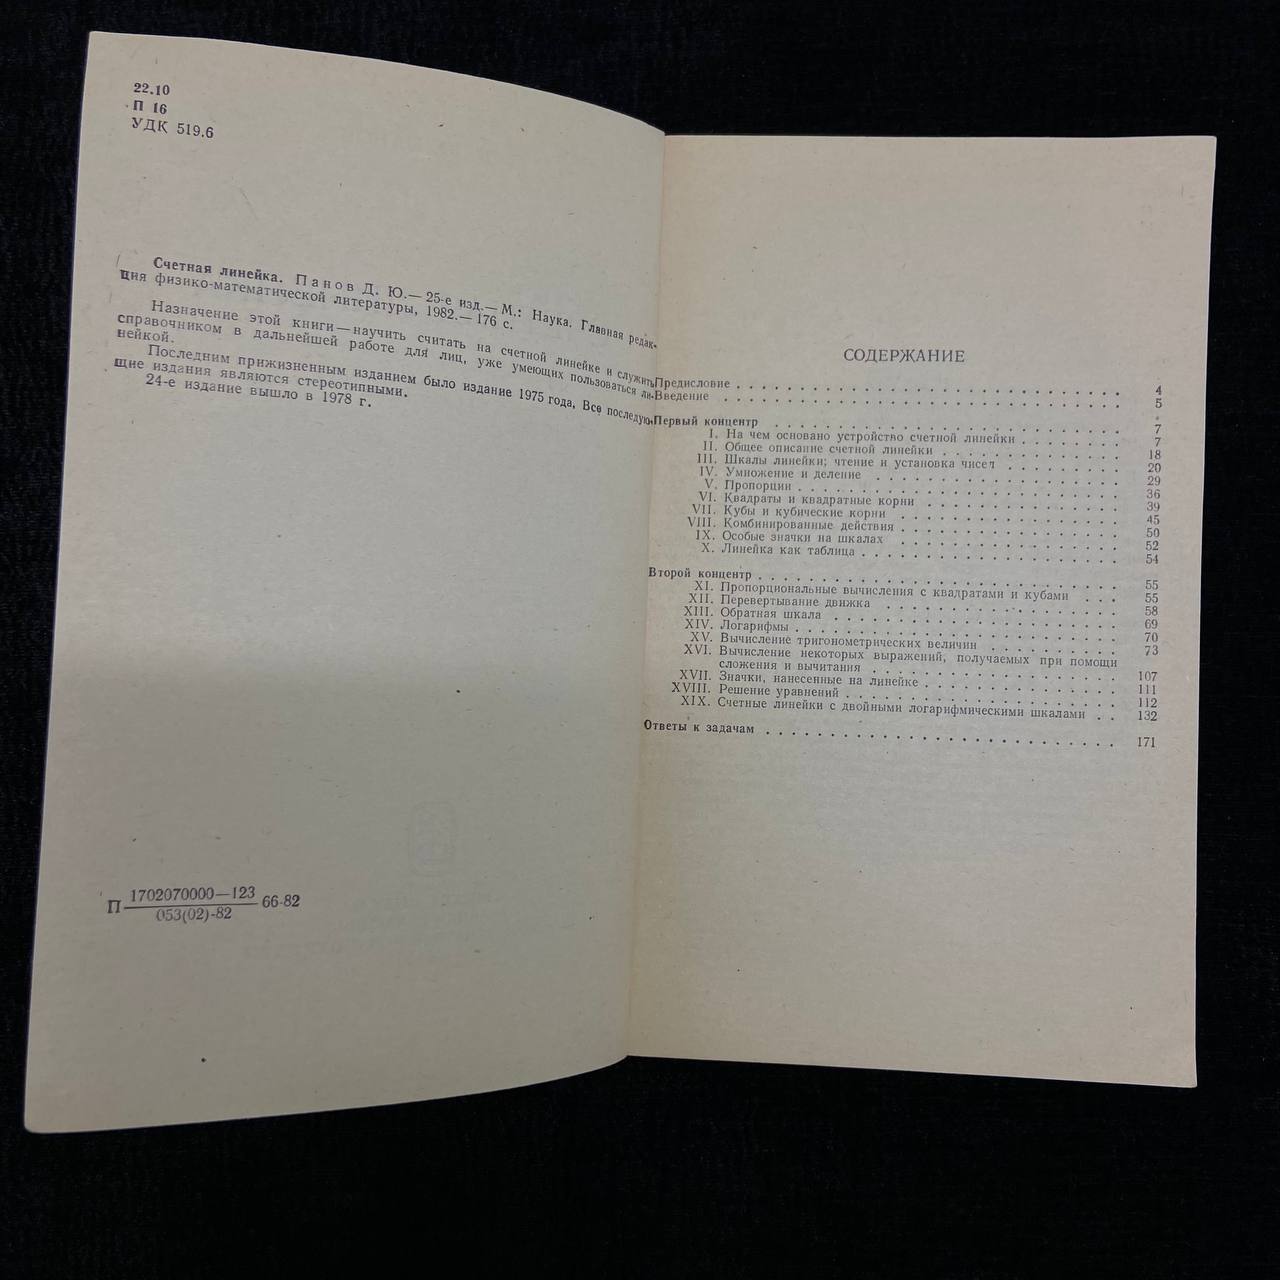 22.10
П 16
УДК 519.6
Счетная линейка. Панов Д. Ю.— 25-е изд.— М.: Наука. Главная редак-
ция физико-математической литературы, 1982.— 176 с.
Назначение этой книги — научить считать на счетной линейке и служить
справочником в дальнейшей работе для лиц, уже умеющих пользоваться ли-
нейкой.
Последним прижизненным изданием было издание 1975 года, Все последую-
щие издания являются стереотипными.
24-е издание вышло в 1978 г.
П 1702070000—123 66-82
053(02)-82
СОДЕРЖАНИЕ
Предисловие . . . . . . . . . . . . . . . . . . . . 4
Введение . . . . . . . . . . . . . . . . . . . . 5
Первый концентр . . . . . . . . . . . . . . . . . . . . 7
I. На чем основано устройство счетной линейки . . . . . . . . 7
II. Общее описание счетной линейки . . . . . . . . . . . . 18
III. Шкалы линейки; чтение и установка чисел . . . . . . . . 20
IV. Умножение и деление . . . . . . . . . . . . . . . . 29
V. Пропорции . . . . . . . . . . . . . . . . . . . . 36
VI. Квадраты и квадратные корни . . . . . . . . . . . . 39
VII. Кубы и кубические корни . . . . . . . . . . . . . . 45
VIII. Комбинированные действия . . . . . . . . . . . . . . 50
IX. Особые значки на шкалах . . . . . . . . . . . . . . 52
X. Линейка как таблица . . . . . . . . . . . . . . . . 54
Второй концентр . . . . . . . . . . . . . . . . . . . . 55
XI. Пропорциональные вычисления с квадратами и кубами . . . 55
XII. Перевертывание движка . . . . . . . . . . . . . . . 58
XIII. Обратная шкала . . . . . . . . . . . . . . . . . . 69
XIV. Логарифмы . . . . . . . . . . . . . . . . . . . . 70
XV. Вычисление тригонометрических величин . . . . . . . . 73
XVI. Вычисление некоторых выражений, получаемых при помощи
сложения и вычитания . . . . . . . . . . . . . . . . 107
XVII. Значки, нанесенные на линейке . . . . . . . . . . . . 111
XVIII. Решение уравнений . . . . . . . . . . . . . . . . . 112
XIX. Счетные линейки с двойными логарифмическими шкалами . . 132
Ответы к задачам . . . . . . . . . . . . . . . . . . . . 171